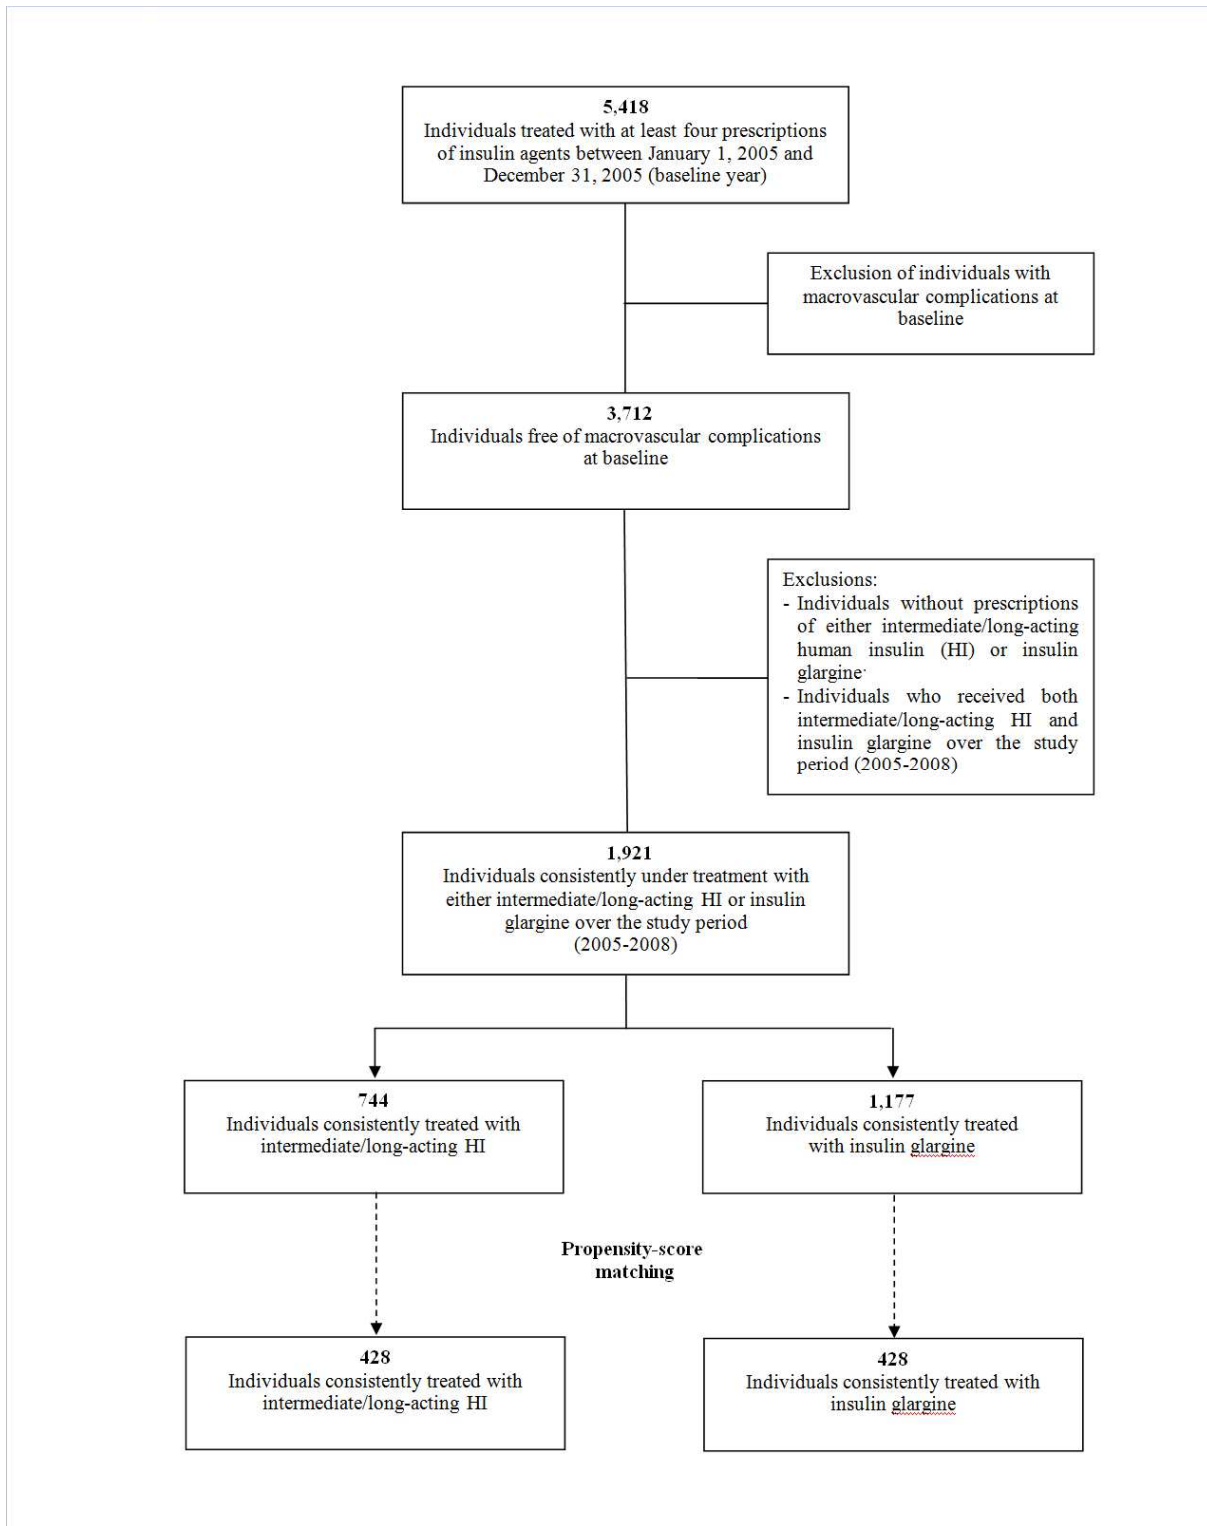 5,418
Individuals treated with at least four prescriptions
of insulin agents between January 1, 2005 and
December 31, 2005 (baseline year)
Exclusion of individuals with
macrovascular complications at
baseline
3,712
Individuals free of macrovascular complications
at baseline
Exclusions:
- Individuals without prescriptions
of either intermediate/long-acting
human insulin (HI) or insulin
glargine·
- Individuals who received both
intermediate/long-acting HI and
insulin glargine over the study
period (2005-2008)
1,921
Individuals consistently under treatment with
either intermediate/long-acting HI or insulin
glargine over the study period
(2005-2008)
744
Individuals consistently treated with
intermediate/long-acting HI
1,177
Individuals consistently treated
with insulin glargine
Propensity-score
matching
428
Individuals consistently treated with
intermediate/long-acting HI
428
Individuals consistently treated with
insulin glargine